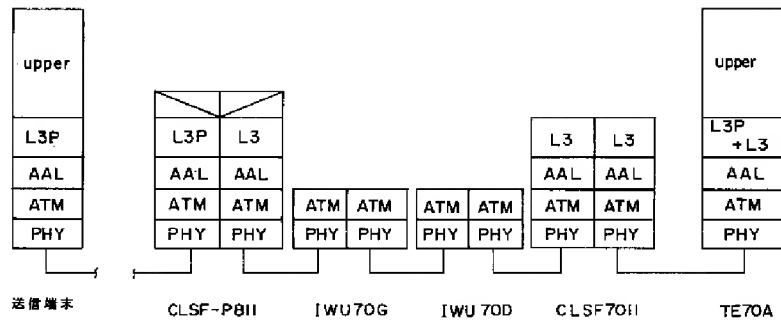 upper
upper
L3P
L3P
L3
L3
L3
L3P
+L3
AAL
AAL
AAL
AAL
AAL
AAL
ATM
ATM
ATM
ATM
ATM
ATM
ATM
ATM
ATM
ATM
PHY
PHY
PHY
PHY
PHY
PHY
PHY
PHY
PHY
PHY
送信端末
CLSF-P8II
IWU70G
IWU70D
CLSF70II
TE70A